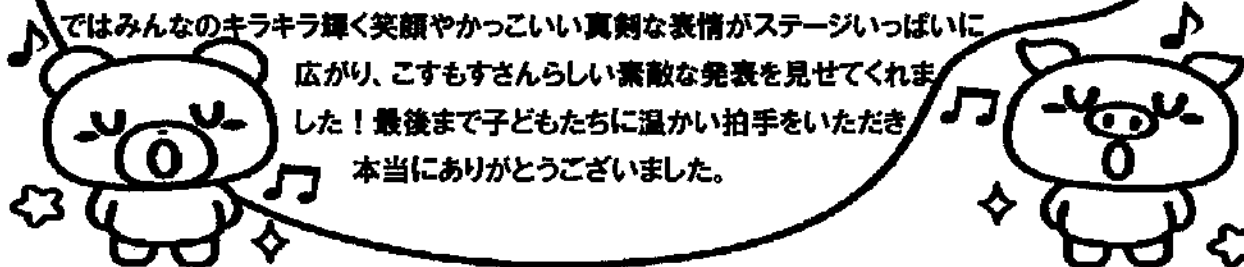 ではみんなのキラキラ輝く笑顔やかっこいい真剣な表情がステージいっぱいに
広がり、こすもすさんらしい素敵な発表を見せてくれま
した！最後まで子どもたちに温かい拍手をいただき
本当にありがとうございました。